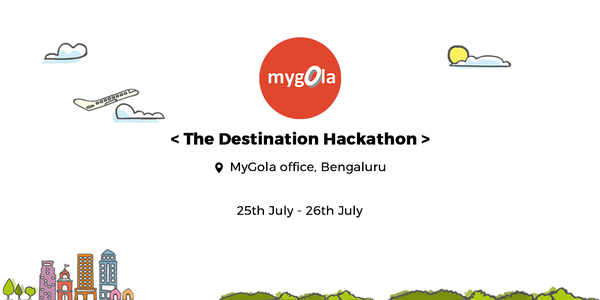 mygola
< The Destination Hackathon >
MyGola office, Bengaluru
25th July - 26th July